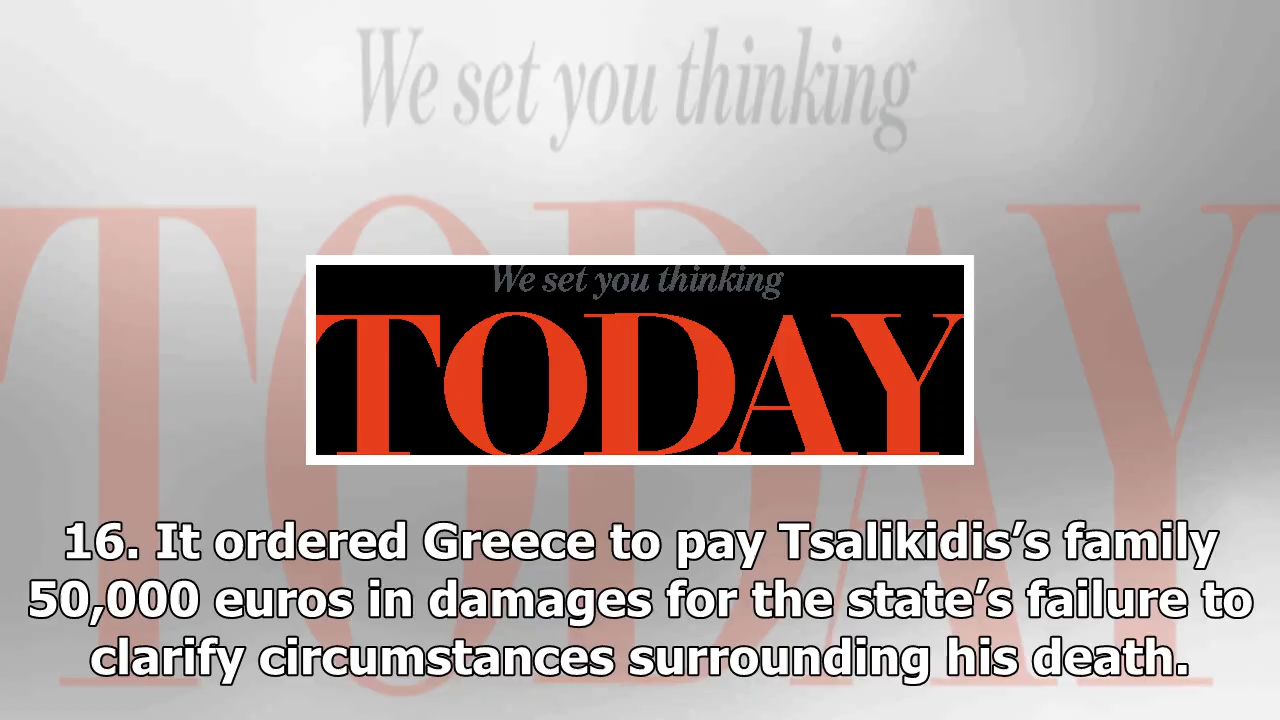 We set you thinking
TODAY
We set you thinking
TODAY
16. It ordered Greece to pay Tsalikidis’s family
50,000 euros in damages for the state’s failure to
clarify circumstances surrounding his death.